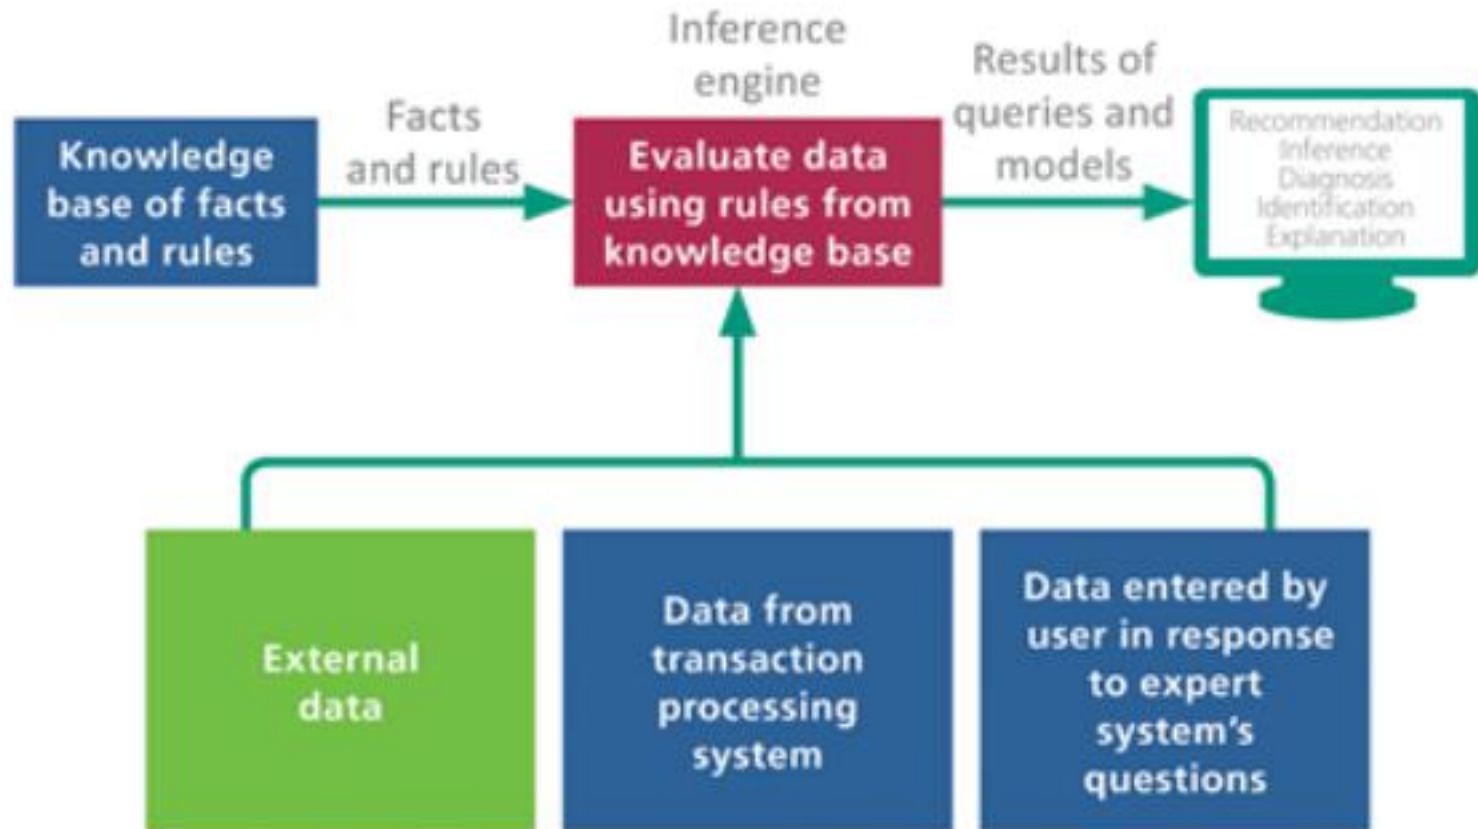 Inference
engine
Facts
and rules
Results of
queries and
models
Knowledge
base of facts
and rules
Evaluate data
using rules from
knowledge base
Recommendation
Inference
Diagnosis
Identification
Explanation
External
data
Data from
transaction
processing
system
Data entered by
user in response
to expert
system's
questions